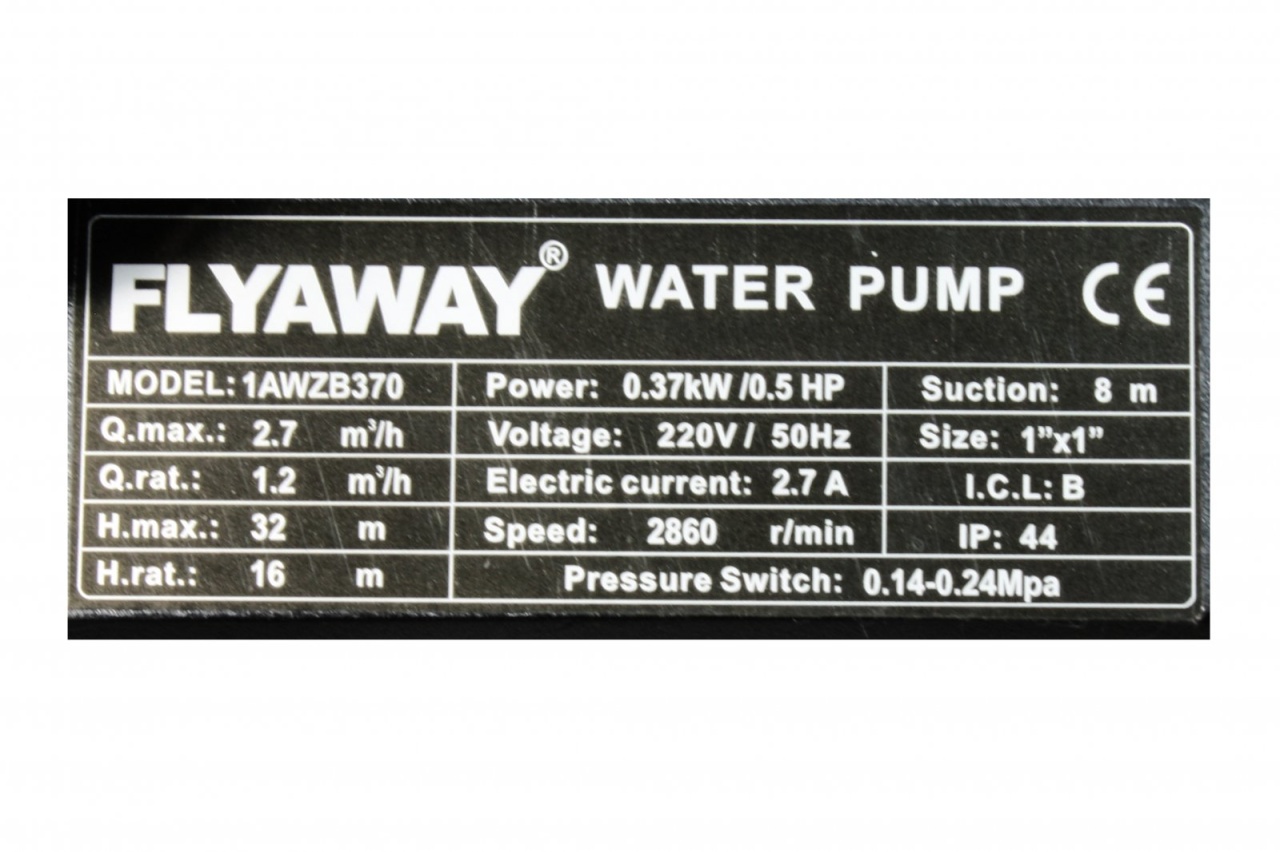 FLYAWAY® WATER PUMP CE
MODEL: 1AWZB370 Power: 0.37kW /0.5 HP Suction: 8 m
Q.max.: 2.7 m³/h Voltage: 220V / 50Hz Size: 1”x1”
Q.rat.: 1.2 m³/h Electric current: 2.7 A I.C.L: B
H.max.: 32 m Speed: 2860 r/min IP: 44
H.rat.: 16 m Pressure Switch: 0.14-0.24Mpa